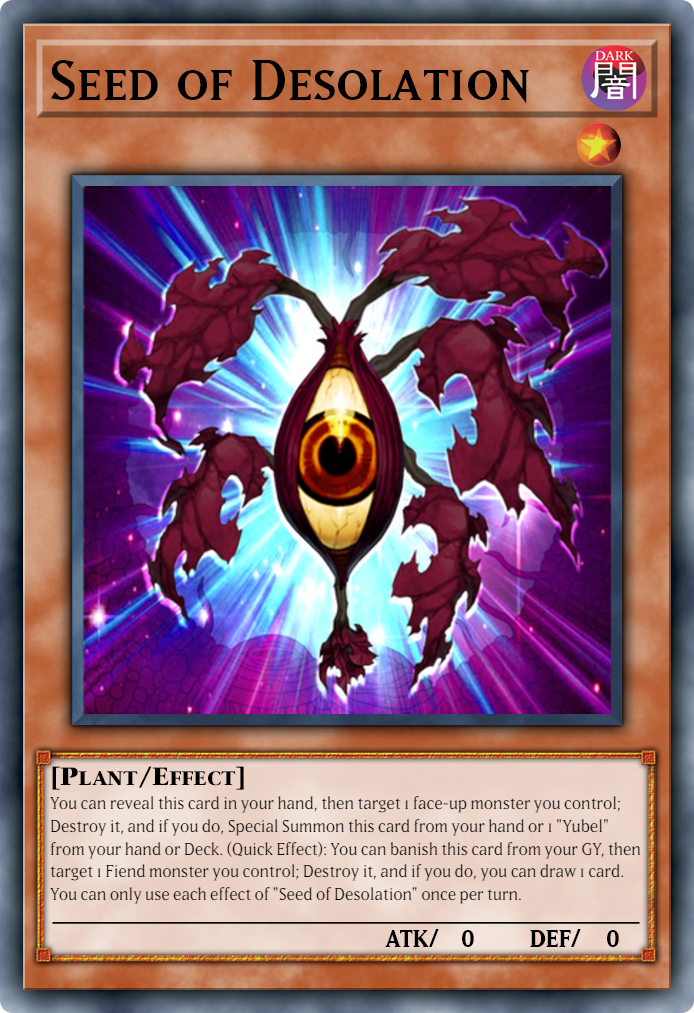 Seed of Desolation
DARK
闇
[Plant/Effect]
You can reveal this card in your hand, then target 1 face-up monster you control;
Destroy it, and if you do, Special Summon this card from your hand or 1 "Yubel"
from your hand or Deck. (Quick Effect): You can banish this card from your GY, then
target 1 Fiend monster you control; Destroy it, and if you do, you can draw 1 card.
You can only use each effect of "Seed of Desolation" once per turn.
ATK/ 0 DEF/ 0